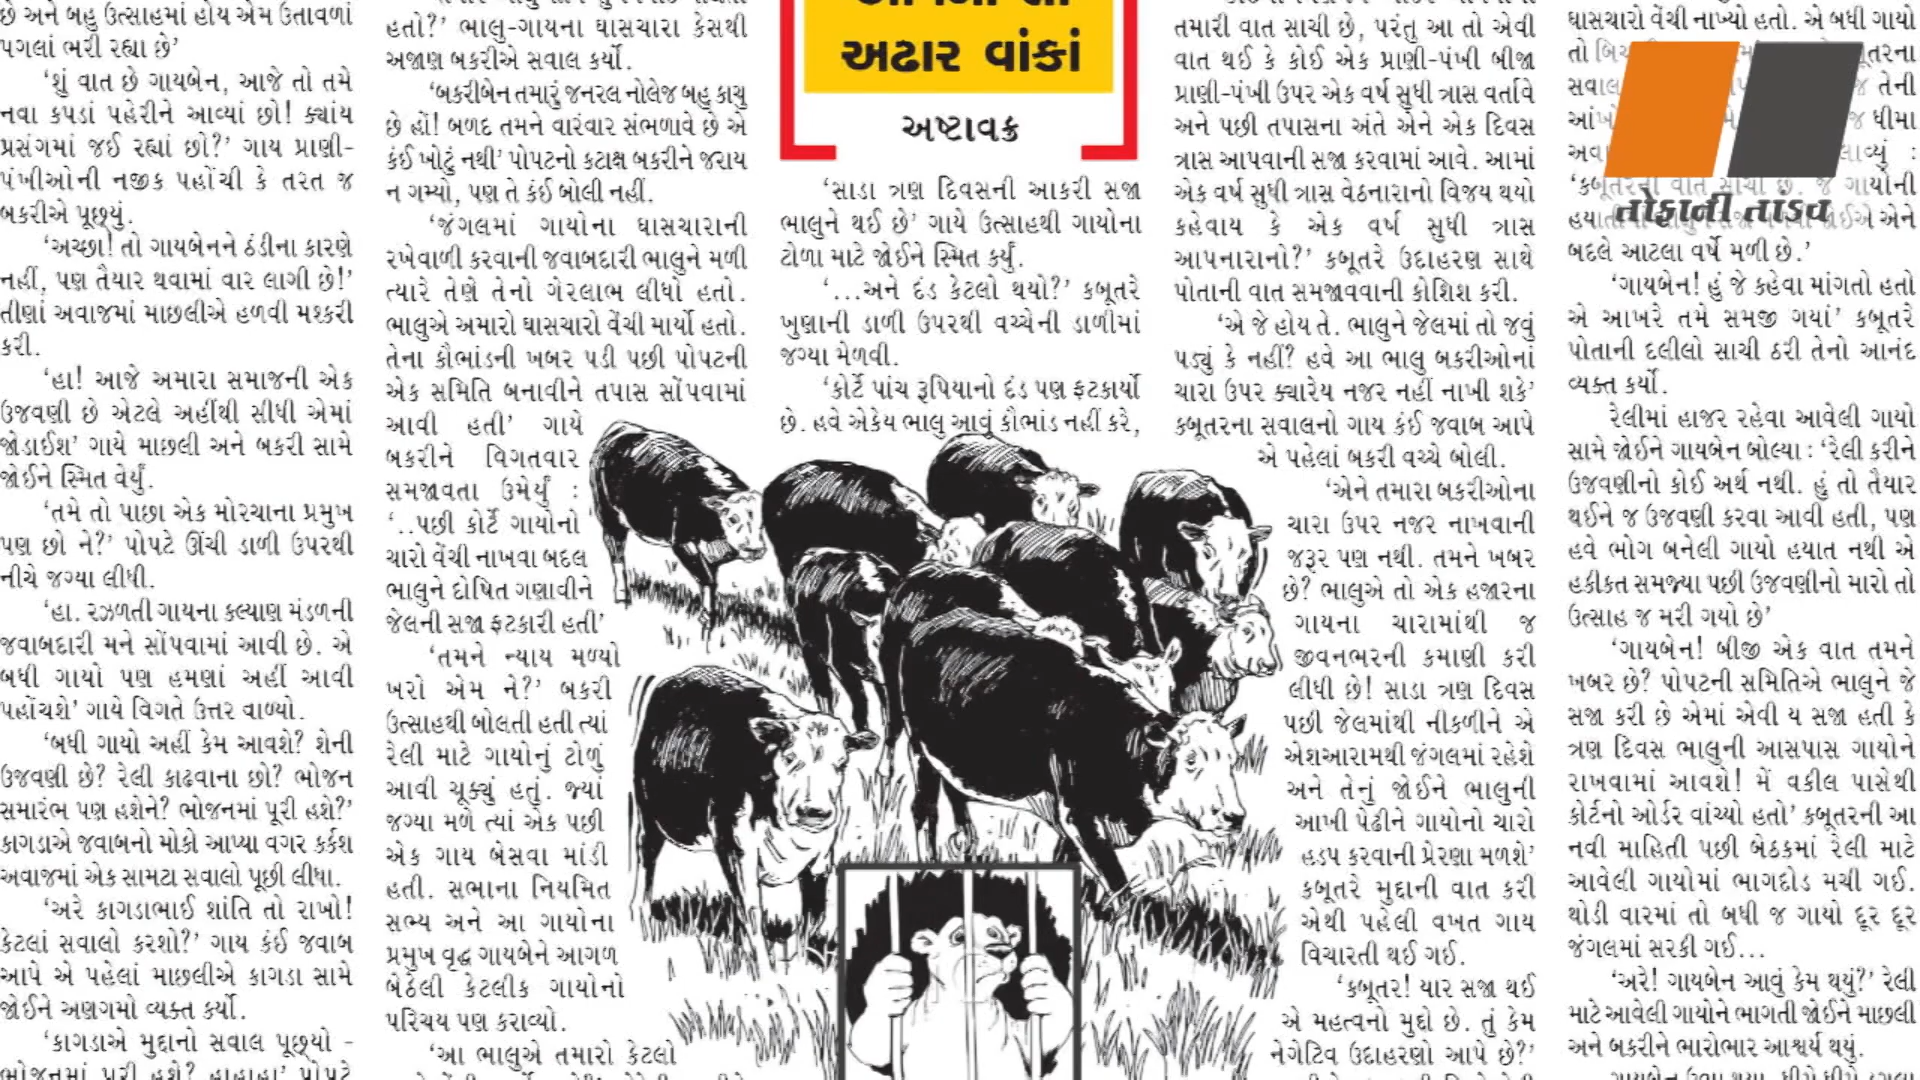 છે અને બહુ ઉત્સાહમાં હોય એમ ઉતાવળાં
પગલાં ભરી રહ્યા છે’
‘શું વાત છે ગાયબેન, આજે તો તમે
નવા કપડાં પહેરીને આવ્યાં છો! ક્યાંય
પ્રસંગમાં જઈ રહ્યાં છો?’ ગાય પ્રાણી-
પંખીઓની નજીક પહોંચી કે તરત જ
બકરીએ પૂછ્યું.
‘અચ્છા! તો ગાયબેનને ઠંડીના કારણે
નહીં, પણ તૈયાર થવામાં વાર લાગી છે!’
તીણાં અવાજમાં માછલીએ હળવી મશ્કરી
કરી.
‘હા! આજે અમારા સમાજની એક
ઉજવણી છે એટલે અહીંથી સીધી એમાં
જોડાઈશ’ ગાયે માછલી અને બકરી સામે
જોઈને સ્મિત વેર્યું.
‘તમે તો પાછા એક મોરચાના પ્રમુખ
પણ છો ને?’ પોપટે ઊંચી ડાળી ઉપરથી
નીચે જગ્યા લીધી.
‘હા. રઝળતી ગાયના કલ્યાણ મંડળની
જવાબદારી મને સોંપવામાં આવી છે. એ
બધી ગાયો પણ હમણાં અહીં આવી
પહોંચશે’ ગાયે વિગતે ઉત્તર વાળ્યો.
‘બધી ગાયો અહીં કેમ આવશે? શેની
ઉજવણી છે? રેલી કાઢવાના છો? ભોજન
સમારંભ પણ હશેને? ભોજનમાં પૂરી હશે?’
કાગડાએ જવાબનો મોકો આપ્યા વગર કર્કશ
અવાજમાં એક સામટા સવાલો પૂછી લીધા.
‘અરે કાગડાભાઈ શાંતિ તો રાખો!
કેટલાં સવાલો કરશો?’ ગાય કંઈ જવાબ
આપે એ પહેલાં માછલીએ કાગડા સામે
જોઈને અણગમો વ્યક્ત કર્યો.
‘કાગડાએ મુદ્દાનો સવાલ પૂછ્યો -
ભોજનમાં પૂરી હશે? હાહાહા’ પોપટે
હતો?’ ભાલુ-ગાયના ઘાસચારા કેસથી
અજાણ બકરીએ સવાલ કર્યો.
‘બકરીબેન તમારું જનરલ નોલેજ બહુ કાચુ
છે હોં! બળદ તમને વારંવાર સંભળાવે છે એ
કંઈ ખોટું નથી’ પોપટનો કટાક્ષ બકરીને જરાય
ન ગમ્યો, પણ તે કંઈ બોલી નહીં.
‘જંગલમાં ગાયોના ઘાસચારાની
રખેવાળી કરવાની જવાબદારી ભાલુને મળી
ત્યારે તેણે તેનો ગેરલાભ લીધો હતો.
ભાલુએ અમારો ઘાસચારો વેંચી માર્યો હતો.
તેના કૌભાંડની ખબર પડી પછી પોપટની
એક સમિતિ બનાવીને તપાસ સોંપવામાં
આવી હતી’ ગાયે
બકરીને વિગતવાર
સમજાવતા ઉમેર્યું :
‘..પછી કોર્ટે ગાયોનો
ચારો વેંચી નાખવા બદલ
ભાલુને દોષિત ગણાવીને
જેલની સજા ફટકારી હતી’
‘તમને ન્યાય મળ્યો
ખરો એમ ને?’ બકરી
ઉત્સાહથી બોલતી હતી ત્યાં
રેલી માટે ગાયોનું ટોળું
આવી ચૂક્યું હતું. જ્યાં
જગ્યા મળે ત્યાં એક પછી
એક ગાય બેસવા માંડી
હતી. સભાના નિયમિત
સભ્ય અને આ ગાયોના
પ્રમુખ વૃદ્ધ ગાયબેને આગળ
બેઠેલી કેટલીક ગાયોનો
પરિચય પણ કરાવ્યો.
‘આ ભાલુએ તમારો કેટલો
અઢાર વાંકાં
અષ્ટાવક્ર
‘સાડા ત્રણ દિવસની આકરી સજા
ભાલુને થઈ છે’ ગાયે ઉત્સાહથી ગાયોના
ટોળા માટે જોઈને સ્મિત કર્યું.
‘...અને દંડ કેટલો થયો?’ કબૂતરે
ખુણાની ડાળી ઉપરથી વચ્ચેની ડાળીમાં
જગ્યા મેળવી.
‘કોર્ટે પાંચ રૂપિયાનો દંડ પણ ફટકાર્યો
છે. હવે એકેય ભાલુ આવું કૌભાંડ નહીં કરે,
તમારી વાત સાચી છે, પરંતુ આ તો એવી
વાત થઈ કે કોઈ એક પ્રાણી-પંખી બીજા
પ્રાણી-પંખી ઉપર એક વર્ષ સુધી ત્રાસ વર્તાવે
અને પછી તપાસના અંતે એને એક દિવસ
ત્રાસ આપવાની સજા કરવામાં આવે. આમાં
એક વર્ષ સુધી ત્રાસ વેઠનારાનો વિજય થયો
કહેવાય કે એક વર્ષ સુધી ત્રાસ
આપનારાનો?’ કબૂતરે ઉદાહરણ સાથે
પોતાની વાત સમજાવવાની કોશિશ કરી.
‘એ જે હોય તે. ભાલુને જેલમાં તો જવું
પડ્યું કે નહીં? હવે આ ભાલુ બકરીઓનાં
ચારા ઉપર ક્યારેય નજર નહીં નાખી શકે’
કબૂતરના સવાલનો ગાય કંઈ જવાબ આપે
એ પહેલાં બકરી વચ્ચે બોલી.
‘એને તમારા બકરીઓના
ચારા ઉપર નજર નાખવાની
જરૂર પણ નથી. તમને ખબર
છે? ભાલુએ તો એક હજારના
ગાયના ચારામાંથી જ
જીવનભરની કમાણી કરી
લીધી છે! સાડા ત્રણ દિવસ
પછી જેલમાંથી નીકળીને એ
એશઆરામથી જંગલમાં રહેશે
અને તેનું જોઈને ભાલુની
આખી પેઢીને ગાયોનો ચારો
હડપ કરવાની પ્રેરણા મળશે’
કબૂતરે મુદ્દાની વાત કરી
એથી પહેલી વખત ગાય
વિચારતી થઈ ગઈ.
‘કબૂતર! યાર સજા થઈ
એ મહત્વનો મુદ્દો છે. તું કેમ
નેગેટિવ ઉદાહરણો આપે છે?’
ઘાસચારો વેંચી નાખ્યો હતો. એ બધી ગાયો
તો
સવાલ તેની
ધીમા
‘કબૂતરની વાત સાચી છે. જે ગાયોની
એને
બદલે આટલા વર્ષે મળી છે.’
‘ગાયબેન! હું જે કહેવા માંગતો હતો
એ આખરે તમે સમજી ગયાં’ કબૂતરે
પોતાની દલીલો સાચી ઠરી તેનો આનંદ
વ્યક્ત કર્યો.
રેલીમાં હાજર રહેવા આવેલી ગાયો
સામે જોઈને ગાયબેન બોલ્યા : ‘રેલી કરીને
ઉજવણીનો કોઈ અર્થ નથી. હું તો તૈયાર
થઈને જ ઉજવણી કરવા આવી હતી, પણ
હવે ભોગ બનેલી ગાયો હયાત નથી એ
હકીકત સમજ્યા પછી ઉજવણીનો મારો તો
ઉત્સાહ જ મરી ગયો છે’
‘ગાયબેન! બીજી એક વાત તમને
ખબર છે? પોપટની સમિતિએ ભાલુને જે
સજા કરી છે એમાં એવી ય સજા હતી કે
ત્રણ દિવસ ભાલુની આસપાસ ગાયોને
રાખવામાં આવશે! મેં વકીલ પાસેથી
કોર્ટનો ઓર્ડર વાંચ્યો હતો’ કબૂતરની આ
નવી માહિતી પછી બેઠકમાં રેલી માટે
આવેલી ગાયોમાં ભાગદોડ મચી ગઈ.
થોડી વારમાં તો બધી જ ગાયો દૂર દૂર
જંગલમાં સરકી ગઈ...
‘અરે! ગાયબેન આવું કેમ થયું?’ રેલી
માટે આવેલી ગાયોને ભાગતી જોઈને માછલી
અને બકરીને ભારોભાર આશ્ચર્ય થયું.
તોફાની તાંડવ